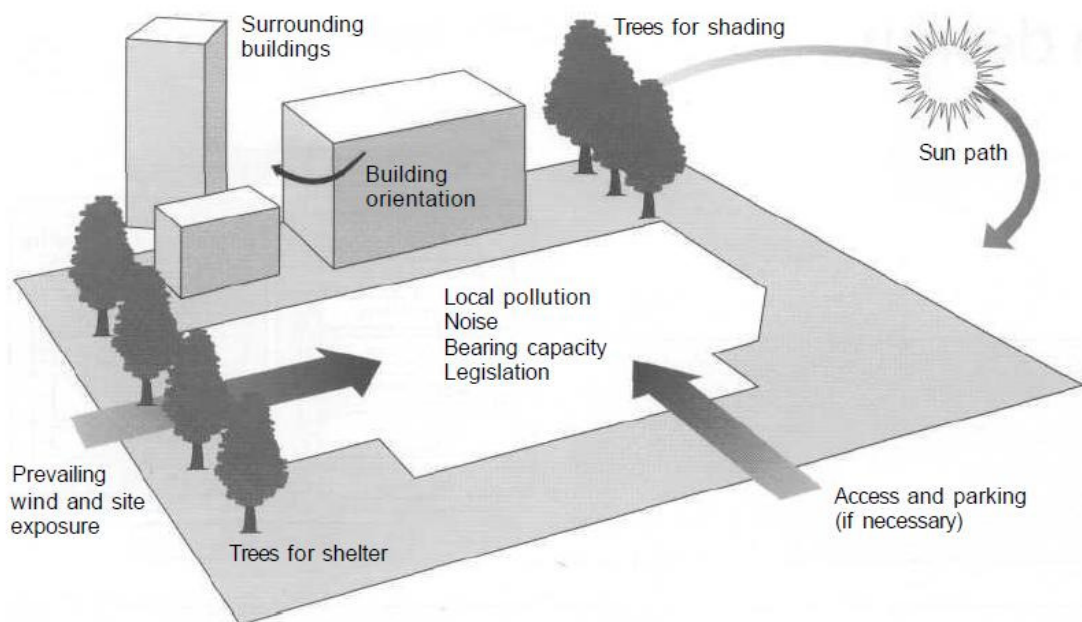 Surrounding
buildings
Trees for shading
Sun path
Building
orientation
Local pollution
Noise
Bearing capacity
Legislation
Prevailing
wind and site
exposure
Trees for shelter
Access and parking
(if necessary)